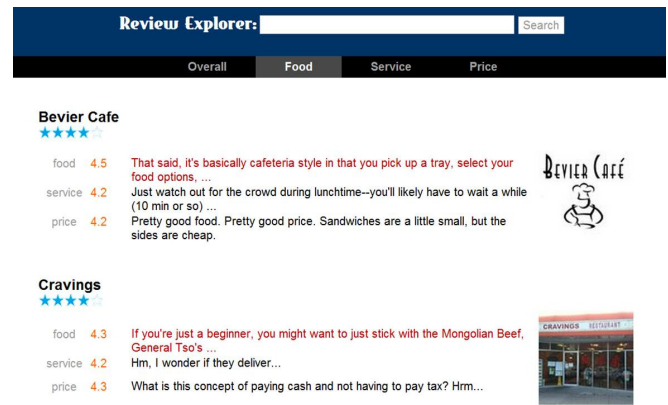 Review Explorer:
Search
Overall Food Service Price
Bevier Cafe
food 4.5 That said, it's basically cafeteria style in that you pick up a tray, select your
food options, ...
service 4.2 Just watch out for the crowd during lunchtime--you'll likely have to wait a while
(10 min or so) ...
price 4.2 Pretty good food. Pretty good price. Sandwiches are a little small, but the
sides are cheap.
BEVIER CAFÉ
Cravings
food 4.3 If you're just a beginner, you might want to just stick with the Mongolian Beef,
General Tso's ...
service 4.2 Hm, I wonder if they deliver...
price 4.3 What is this concept of paying cash and not having to pay tax? Hrm...
CRAVINGS RESTAURANT